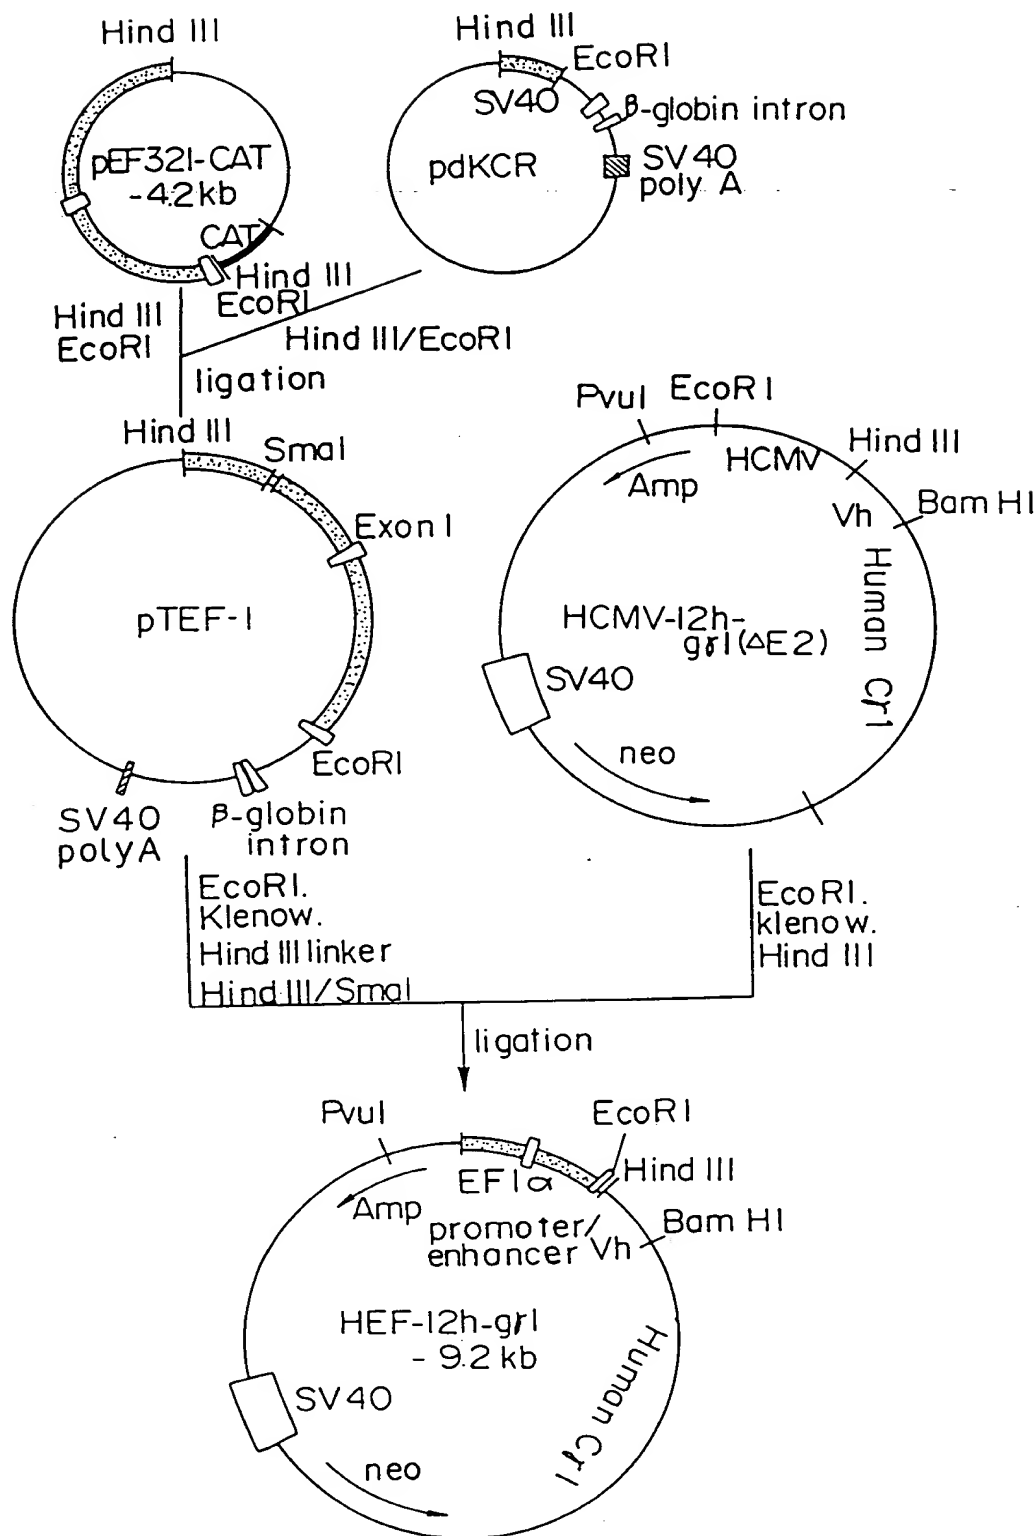 Hind III
pEF321-CAT
-4.2kb
CAT
Hind III
EcoRI
Hind III
EcoRI
SV40
β-globin intron
SV40
poly A
pdKCR
Hind III
EcoRI
Hind III/EcoRI
ligation
Hind III
SmaI
Exon I
pTEF-1
EcoRI
β-globin
intron
SV40
polyA
PvuI
EcoRI
HCMV
Hind III
Amp
Vh
Bam HI
HCMV-12h-
gγ1(ΔE2)
Human Cγ1
SV40
neo
EcoRI.
Klenow.
Hind III linker
Hind III/SmaI
EcoRI.
klenow.
Hind III
ligation
PvuI
EcoRI
Hind III
EF1α
Amp
promoter/
enhancer
Vh
Bam HI
HEF-12h-gγ1
- 9.2 kb
Human Cγ1
SV40
neo